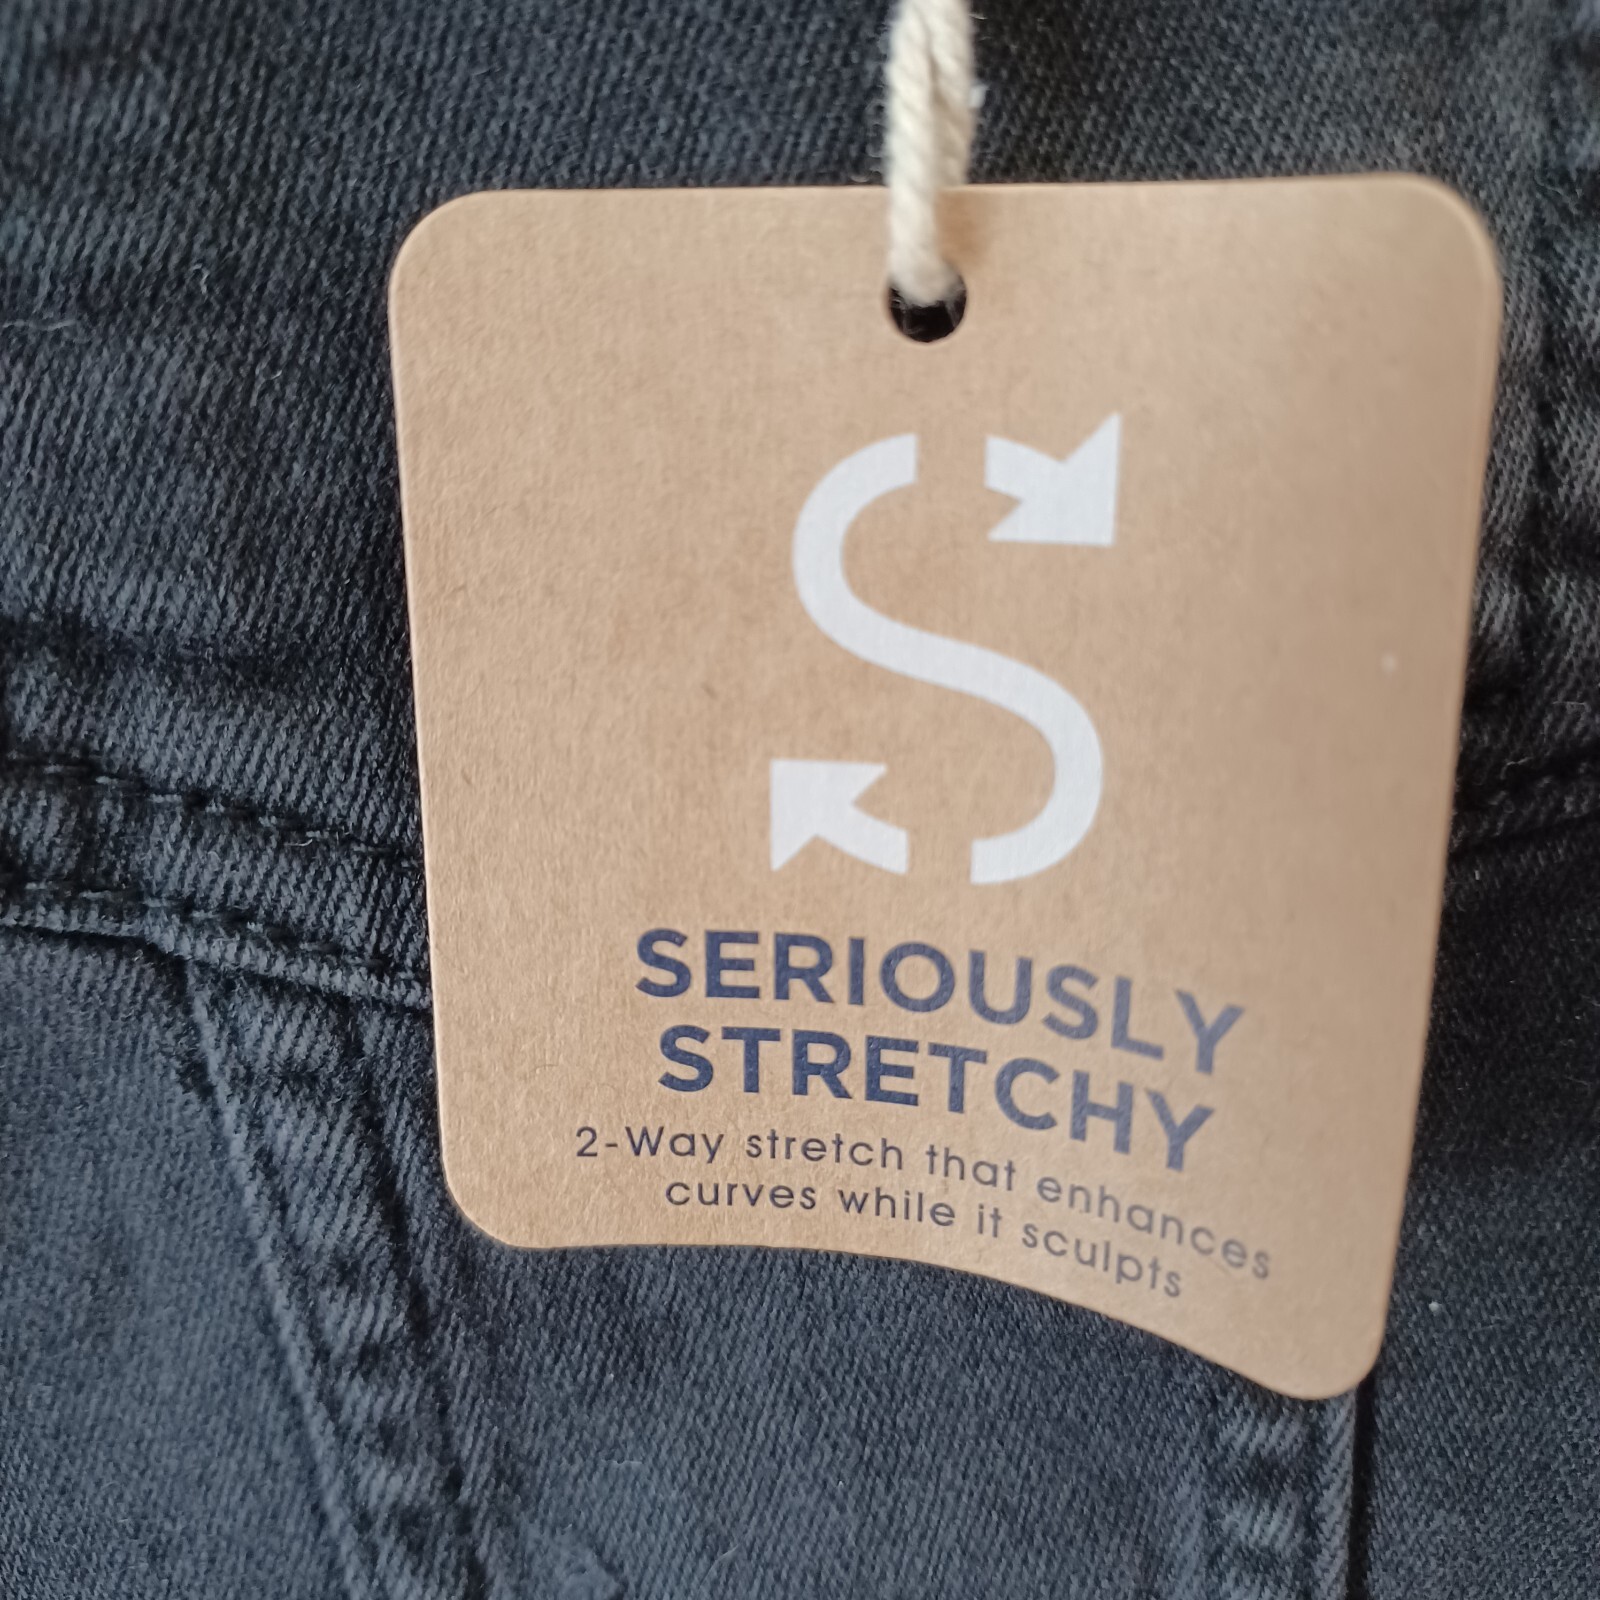 S
SERIOUSLY
STRETCHY
2-Way stretch that enhances
curves while it sculpts